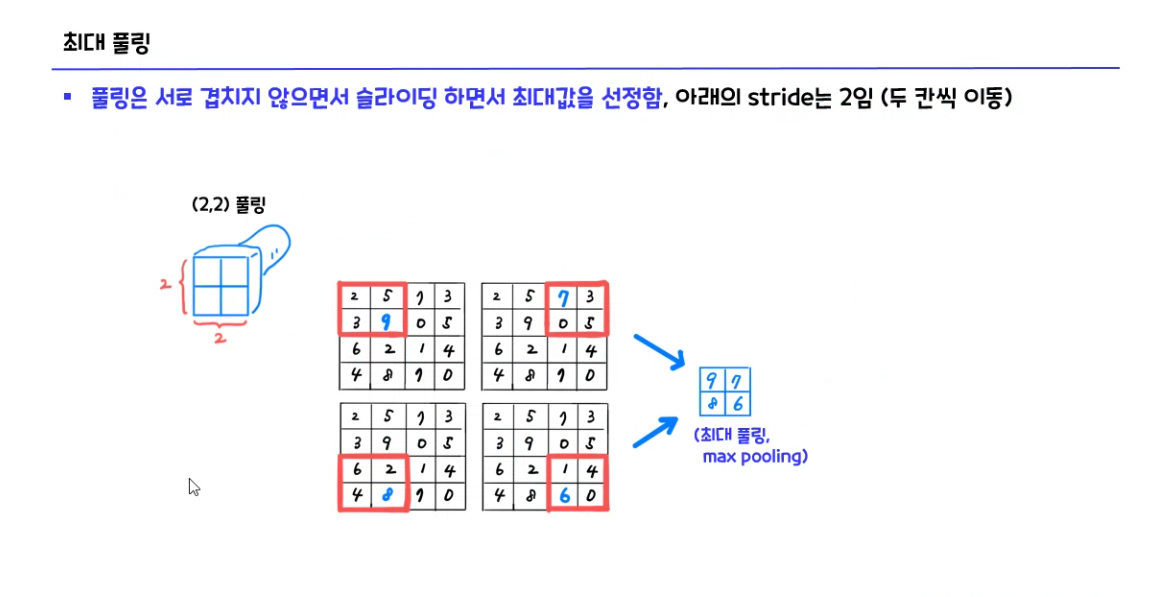 최대 풀링
▪ 풀링은 서로 겹치지 않으면서 슬라이딩 하면서 최대값을 선정함, 아래의 stride는 2임 (두 칸씩 이동)
(2,2) 풀링
2
2
2 5 7 3
3 9 0 5
6 2 1 4
4 8 7 0
2 5 7 3
3 9 0 5
6 2 1 4
4 8 7 0
2 5 7 3
3 9 0 5
6 2 1 4
4 8 7 0
2 5 7 3
3 9 0 5
6 2 1 4
4 8 6 0
9 7
8 6
(최대 풀링,
max pooling)